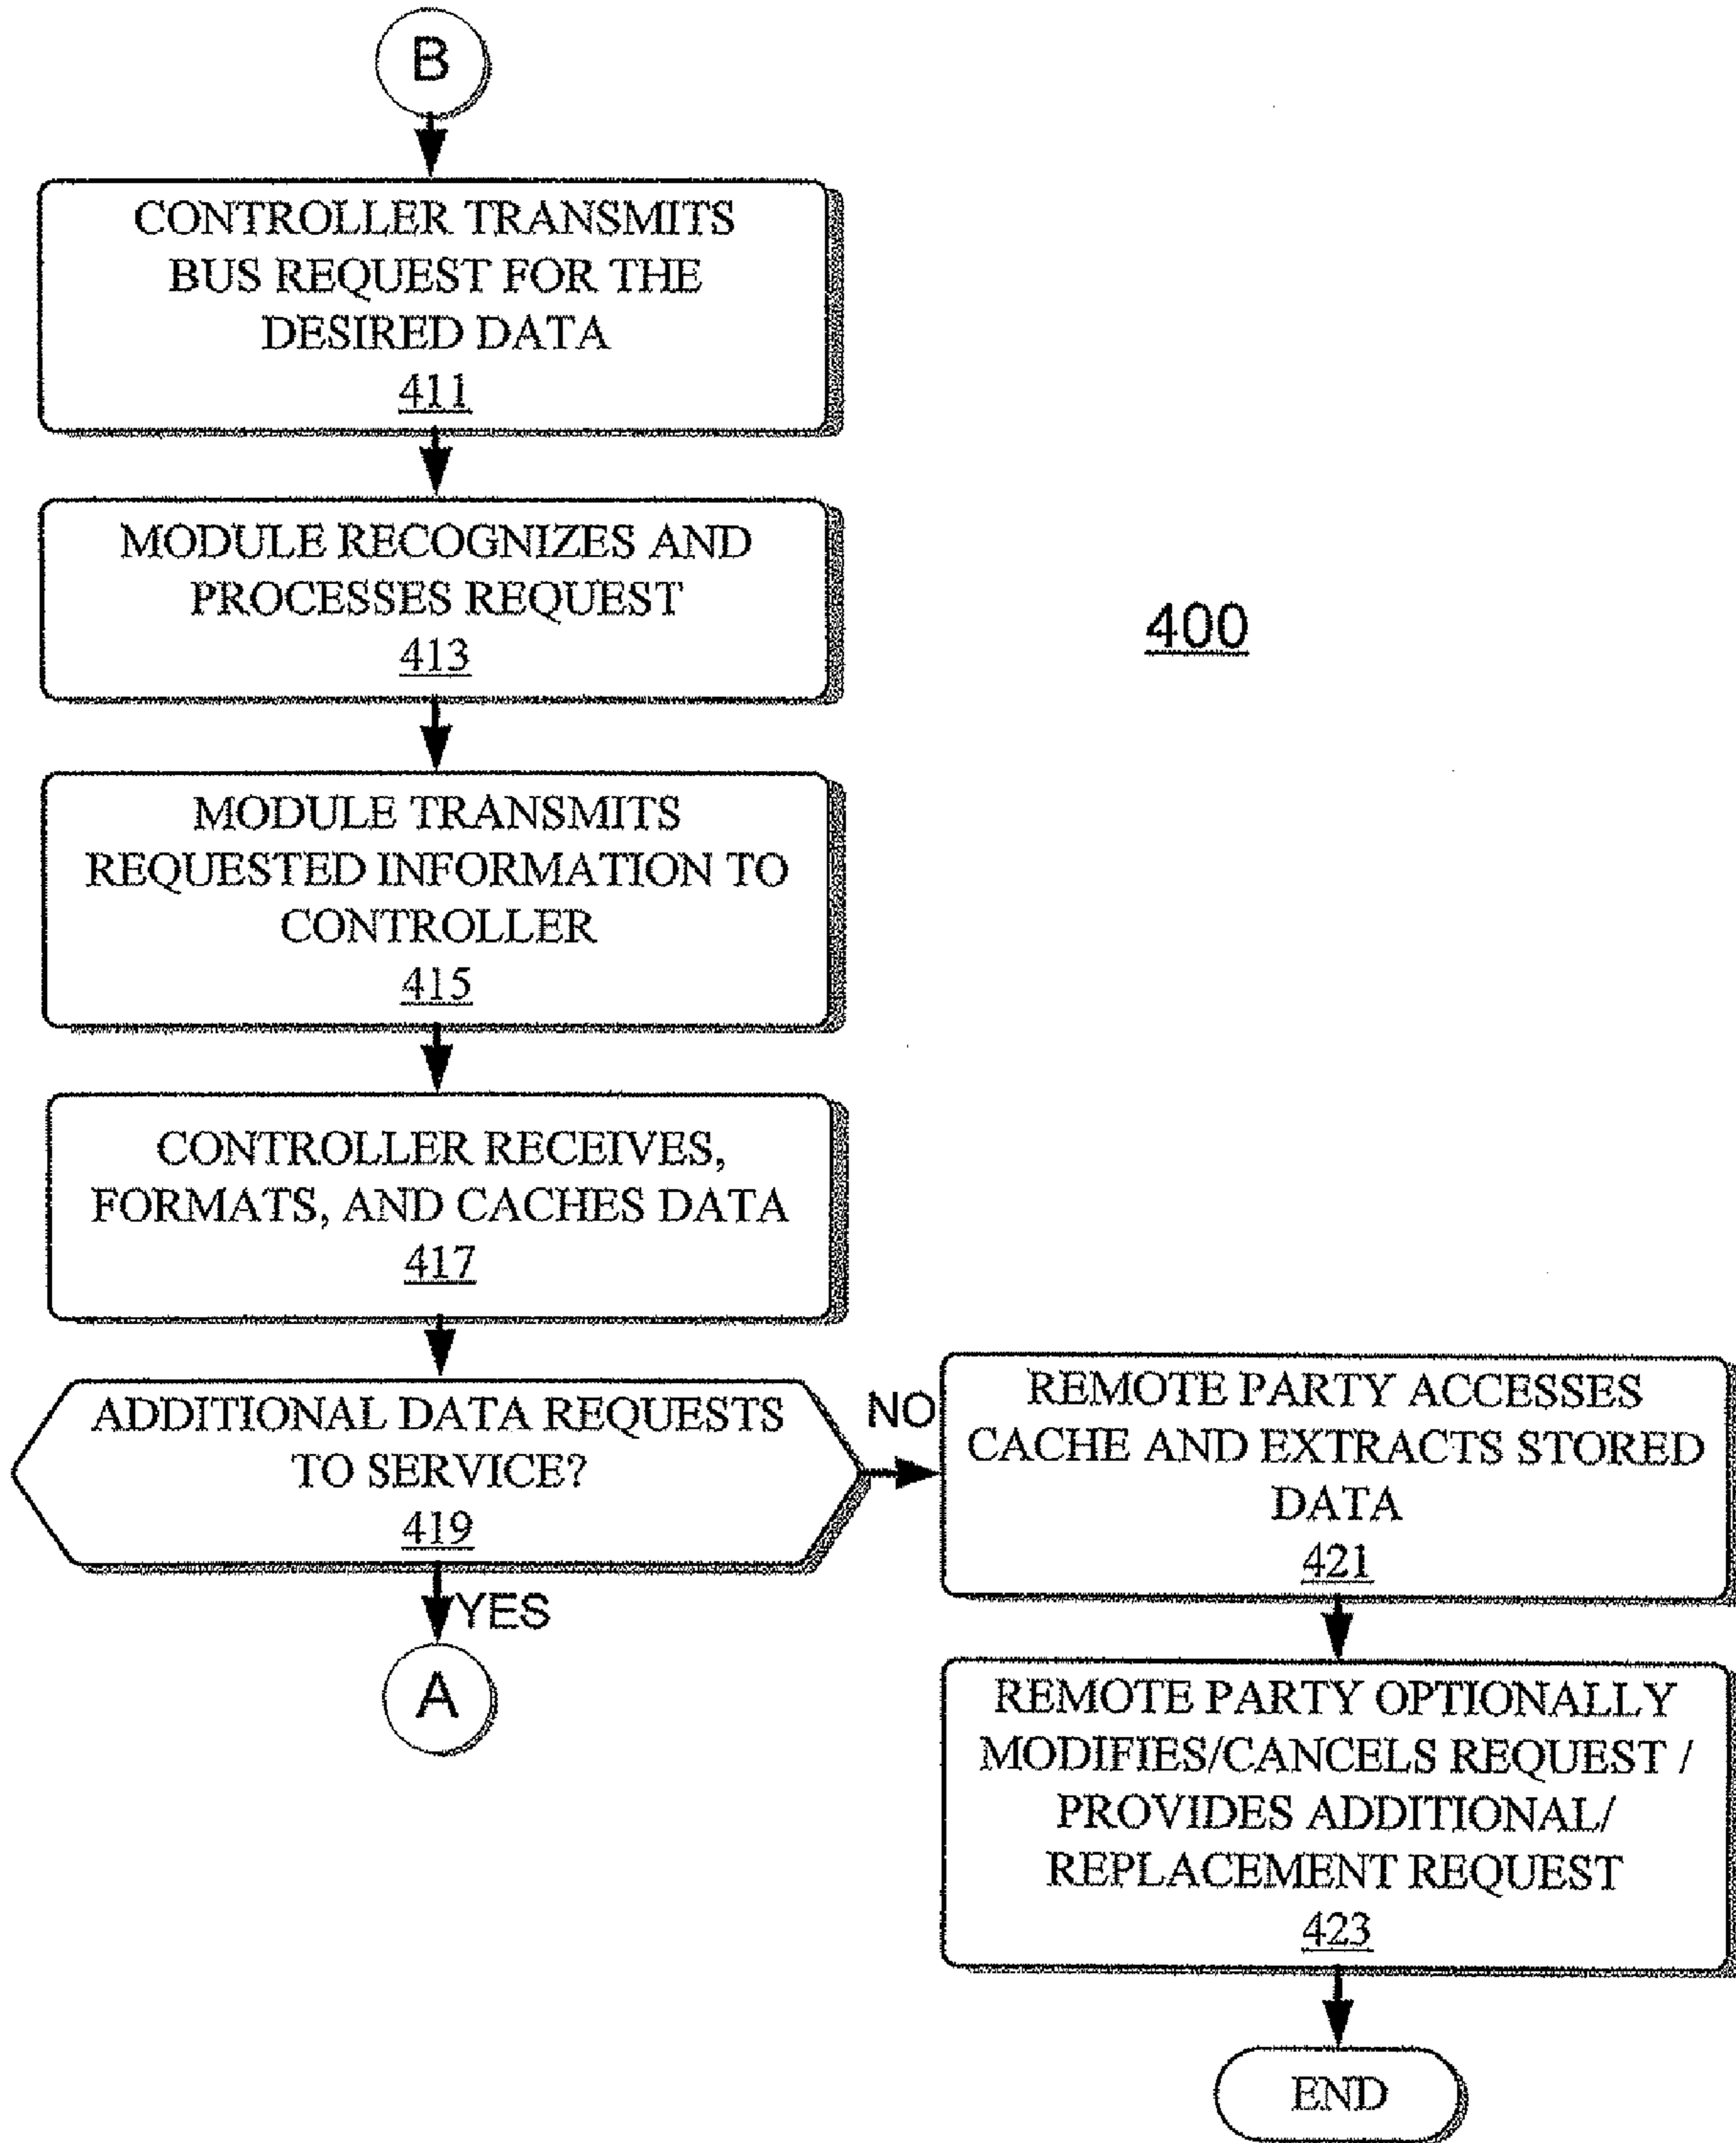 B
CONTROLLER TRANSMITS
BUS REQUEST FOR THE
DESIRED DATA
411
MODULE RECOGNIZES AND
PROCESSES REQUEST
413
400
MODULE TRANSMITS
REQUESTED INFORMATION TO
CONTROLLER
415
CONTROLLER RECEIVES,
FORMATS, AND CACHES DATA
417
ADDITIONAL DATA REQUESTS
TO SERVICE?
419
NO
YES
A
REMOTE PARTY ACCESSES
CACHE AND EXTRACTS STORED
DATA
421
REMOTE PARTY OPTIONALLY
MODIFIES/CANCELS REQUEST /
PROVIDES ADDITIONAL/
REPLACEMENT REQUEST
423
END